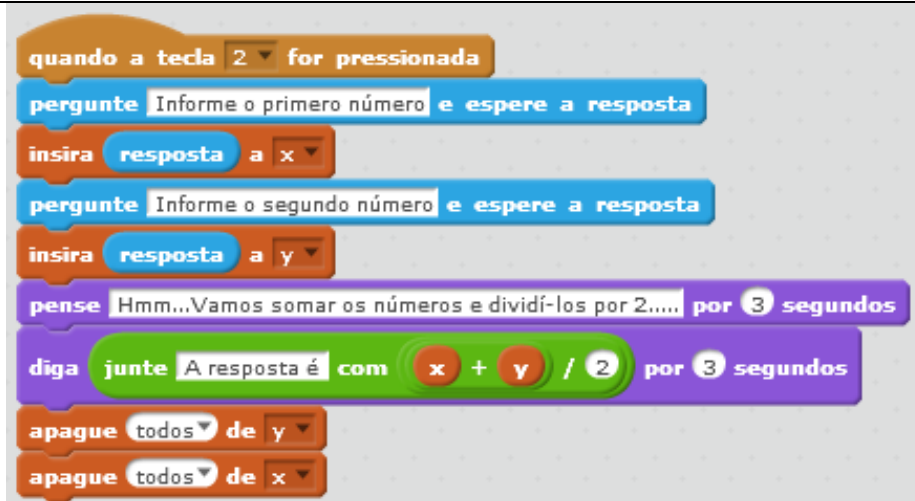 quando a tecla 2 for pressionada
pergunte Informe o primero número e espere a resposta
insira resposta a x
pergunte Informe o segundo número e espere a resposta
insira resposta a y
pense Hmm...Vamos somar os números e dividí-los por 2..... por 3 segundos
diga junte A resposta é com x + y / 2 por 3 segundos
apague todos de y
apague todos de x